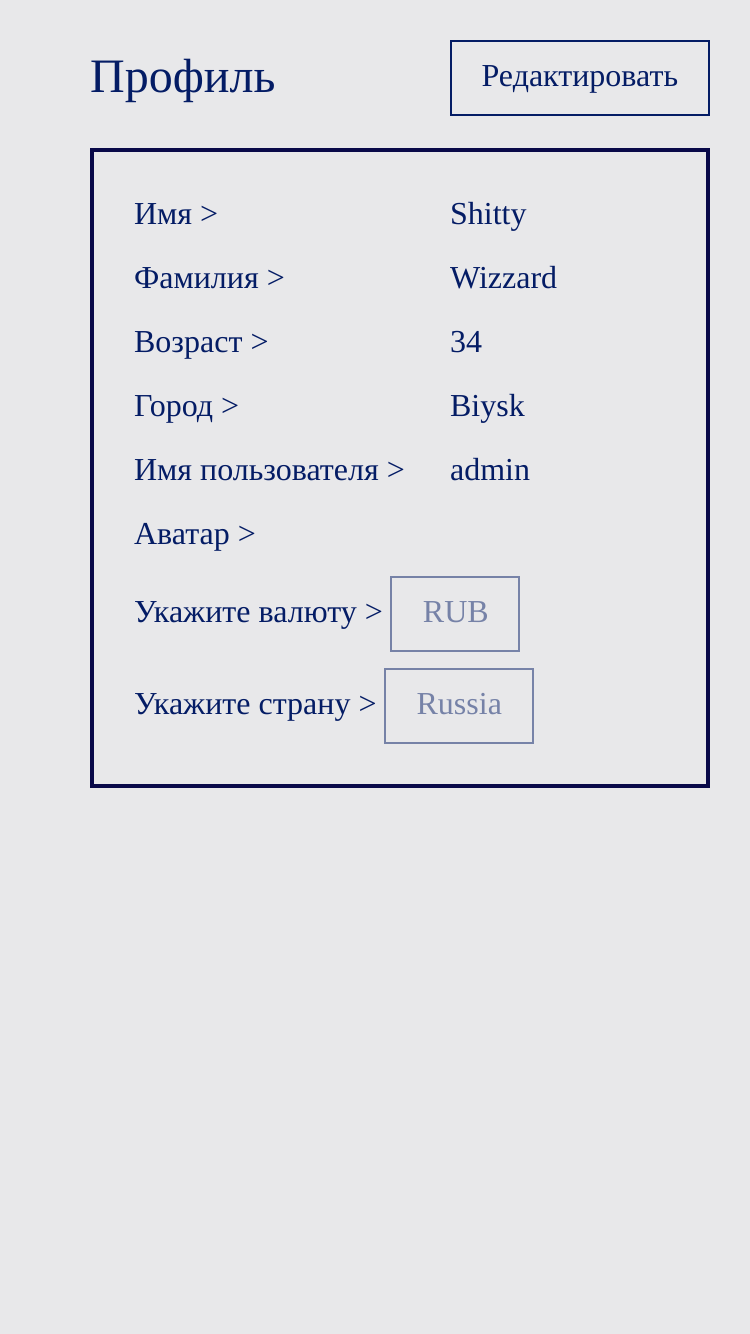 Профиль
Редактировать
Имя > Shitty
Фамилия > Wizzard
Возраст > 34
Город > Biysk
Имя пользователя > admin
Аватар >
Укажите валюту > RUB
Укажите страну > Russia